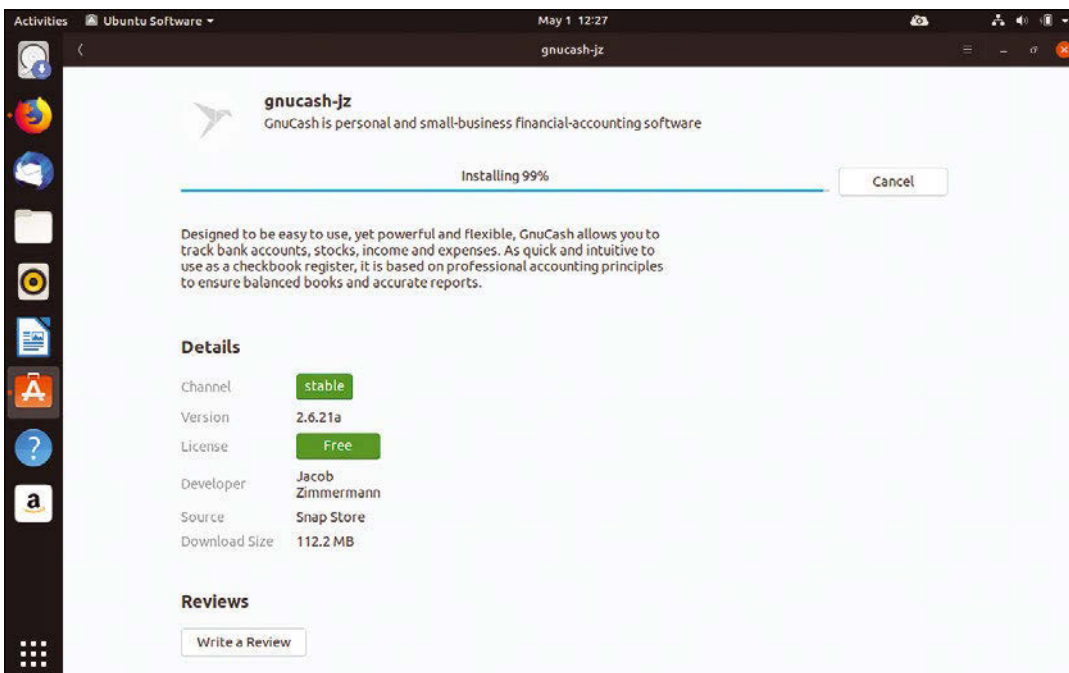 Activities Ubuntu Software May 1 12:27
gnucash-jz
gnucash-jz
GnuCash is personal and small-business financial-accounting software
Installing 99%
Cancel
Designed to be easy to use, yet powerful and flexible, GnuCash allows you to
track bank accounts, stocks, income and expenses. As quick and intuitive to
use as a checkbook register, it is based on professional accounting principles
to ensure balanced books and accurate reports.
Details
Channel stable
Version 2.6.21a
License Free
Developer Jacob
Zimmermann
Source Snap Store
Download Size 112.2 MB
Reviews
Write a Review
A
?
a